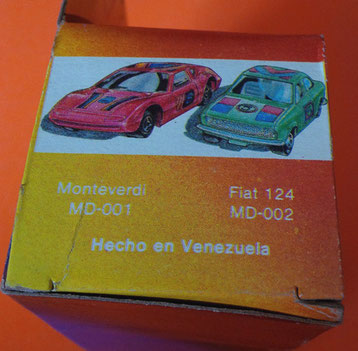 Monteverdi
MD-001
Fiat 124
MD-002
Hecho en Venezuela